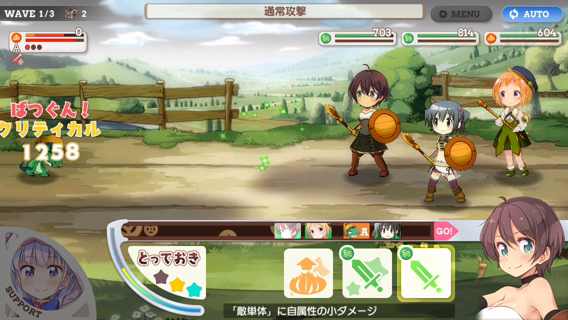 WAVE 1/3
2
通常攻撃
MENU
AUTO
0
A
703
814
604
ばつぐん!
クリティカル
1258
A
GO!
とっておき
SUPPORT
「敵単体」に自属性の小ダメージ